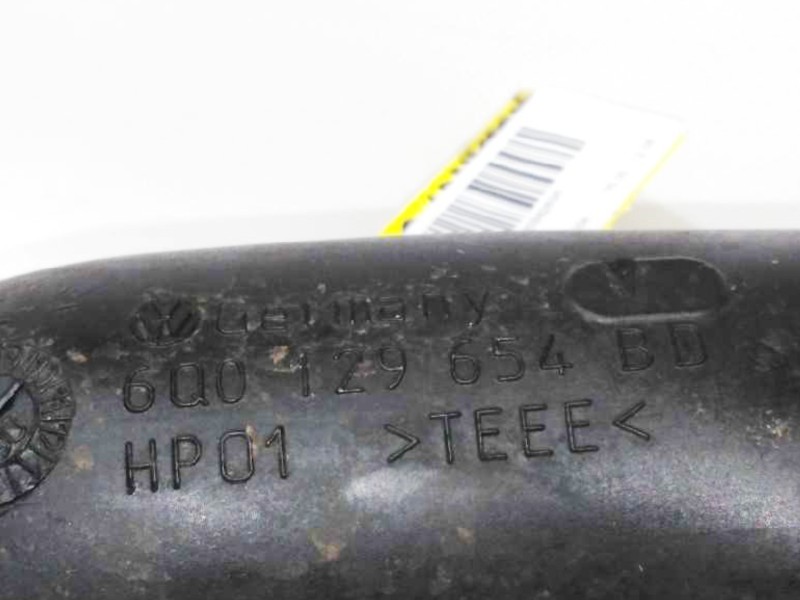 Germany
6Q0 129 654 BD
HP01 >TEEE<